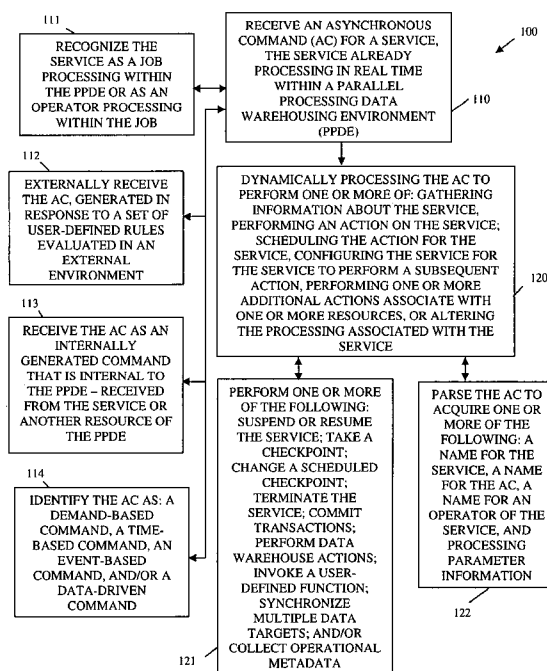 111
RECOGNIZE THE
SERVICE AS A JOB
PROCESSING WITHIN
THE PPDE OR AS AN
OPERATOR PROCESSING
WITHIN THE JOB
RECEIVE AN ASYNCHRONOUS
COMMAND (AC) FOR A SERVICE,
THE SERVICE ALREADY
PROCESSING IN REAL TIME
WITHIN A PARALLEL
PROCESSING DATA
WAREHOUSING ENVIRONMENT
(PPDE)
100
110
112
EXTERNALLY RECEIVE
THE AC, GENERATED IN
RESPONSE TO A SET OF
USER-DEFINED RULES
EVALUATED IN AN
EXTERNAL
ENVIRONMENT
DYNAMICALLY PROCESSING THE AC TO
PERFORM ONE OR MORE OF: GATHERING
INFORMATION ABOUT THE SERVICE,
PERFORMING AN ACTION ON THE SERVICE;
SCHEDULING THE ACTION FOR THE
SERVICE, CONFIGURING THE SERVICE FOR
THE SERVICE TO PERFORM A SUBSEQUENT
ACTION, PERFORMING ONE OR MORE
ADDITIONAL ACTIONS ASSOCIATE WITH
ONE OR MORE RESOURCES, OR ALTERING
THE PROCESSING ASSOCIATED WITH THE
SERVICE
120
113
RECEIVE THE AC AS AN
INTERNALLY
GENERATED COMMAND
THAT IS INTERNAL TO
THE PPDE – RECEIVED
FROM THE SERVICE OR
ANOTHER RESOURCE OF
THE PPDE
114
IDENTIFY THE AC AS: A
DEMAND-BASED
COMMAND, A TIME-
BASED COMMAND, AN
EVENT-BASED
COMMAND, AND/OR A
DATA-DRIVEN
COMMAND
PERFORM ONE OR MORE
OF THE FOLLOWING:
SUSPEND OR RESUME
THE SERVICE; TAKE A
CHECKPOINT;
CHANGE A SCHEDULED
CHECKPOINT;
TERMINATE THE
SERVICE; COMMIT
TRANSACTIONS;
PERFORM DATA
WAREHOUSE ACTIONS;
INVOKE A USER-
DEFINED FUNCTION;
SYNCHRONIZE
MULTIPLE DATA
TARGETS; AND/OR
COLLECT OPERATIONAL
METADATA
121
PARSE THE AC TO
ACQUIRE ONE OR
MORE OF THE
FOLLOWING: A
NAME FOR THE
SERVICE, A NAME
FOR THE AC, A
NAME FOR AN
OPERATOR OF THE
SERVICE, AND
PROCESSING
PARAMETER
INFORMATION
122